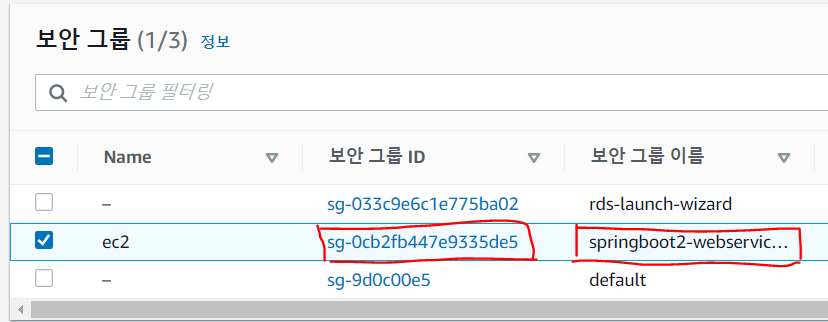 보안 그룹 (1/3) 정보
보안 그룹 필터링
Name 보안 그룹 ID 보안 그룹 이름
– sg-033c9e6c1e775ba02 rds-launch-wizard
ec2 sg-0cb2fb447e9335de5 springboot2-webservic...
– sg-9d0c00e5 default